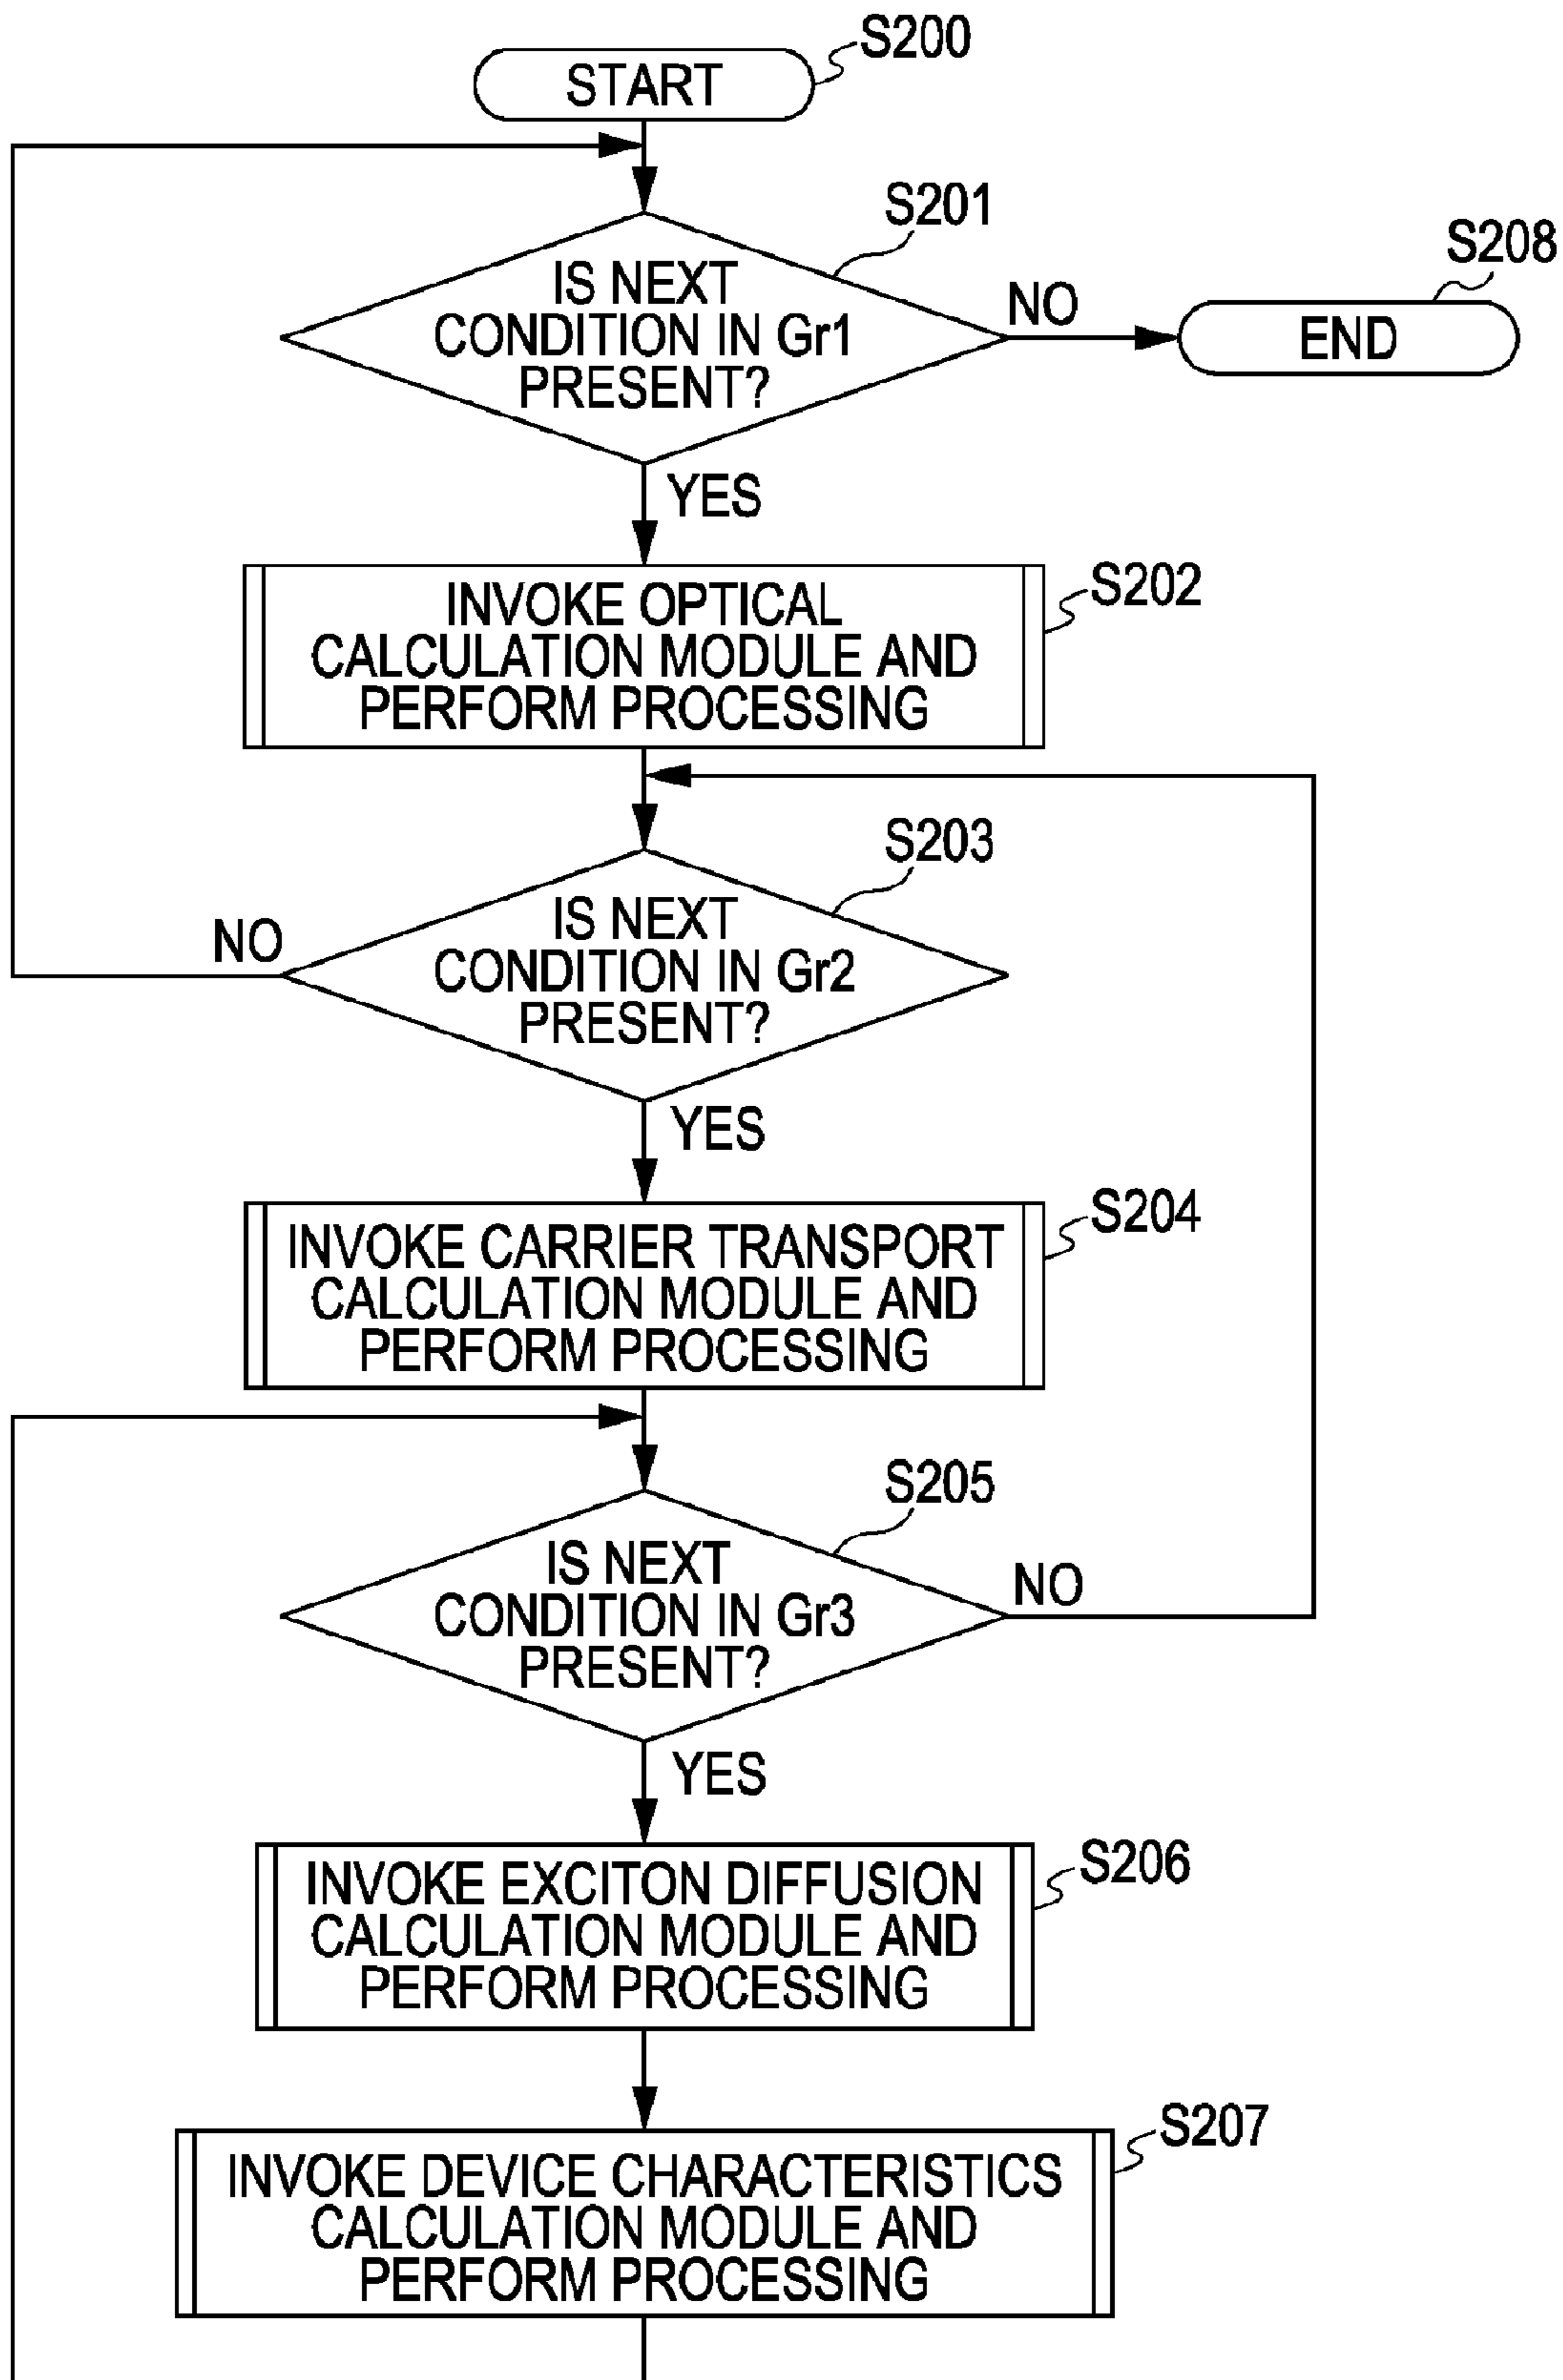 S200
START
S201
IS NEXT
CONDITION IN Gr1
PRESENT?
NO
S208
END
YES
INVOKE OPTICAL
CALCULATION MODULE AND
PERFORM PROCESSING
S202
S203
IS NEXT
CONDITION IN Gr2
PRESENT?
NO
YES
INVOKE CARRIER TRANSPORT
CALCULATION MODULE AND
PERFORM PROCESSING
S204
S205
IS NEXT
CONDITION IN Gr3
PRESENT?
NO
YES
INVOKE EXCITON DIFFUSION
CALCULATION MODULE AND
PERFORM PROCESSING
S206
S207
INVOKE DEVICE CHARACTERISTICS
CALCULATION MODULE AND
PERFORM PROCESSING